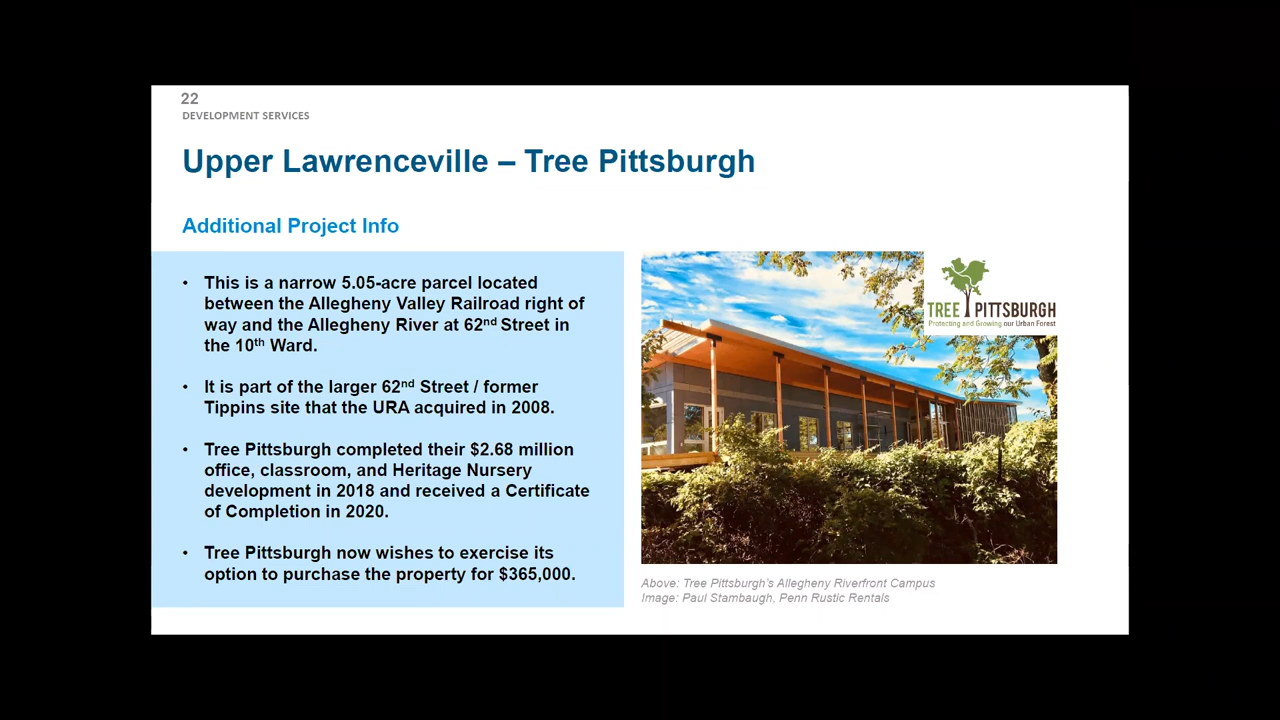 22
DEVELOPMENT SERVICES
Upper Lawrenceville – Tree Pittsburgh
Additional Project Info
• This is a narrow 5.05-acre parcel located
between the Allegheny Valley Railroad right of
way and the Allegheny River at 62nd Street in
the 10th Ward.
• It is part of the larger 62nd Street / former
Tippins site that the URA acquired in 2008.
• Tree Pittsburgh completed their $2.68 million
office, classroom, and Heritage Nursery
development in 2018 and received a Certificate
of Completion in 2020.
• Tree Pittsburgh now wishes to exercise its
option to purchase the property for $365,000.
TREE PITTSBURGH
Protecting and Growing our Urban Forest
Above: Tree Pittsburgh's Allegheny Riverfront Campus
Image: Paul Stambaugh, Penn Rustic Rentals